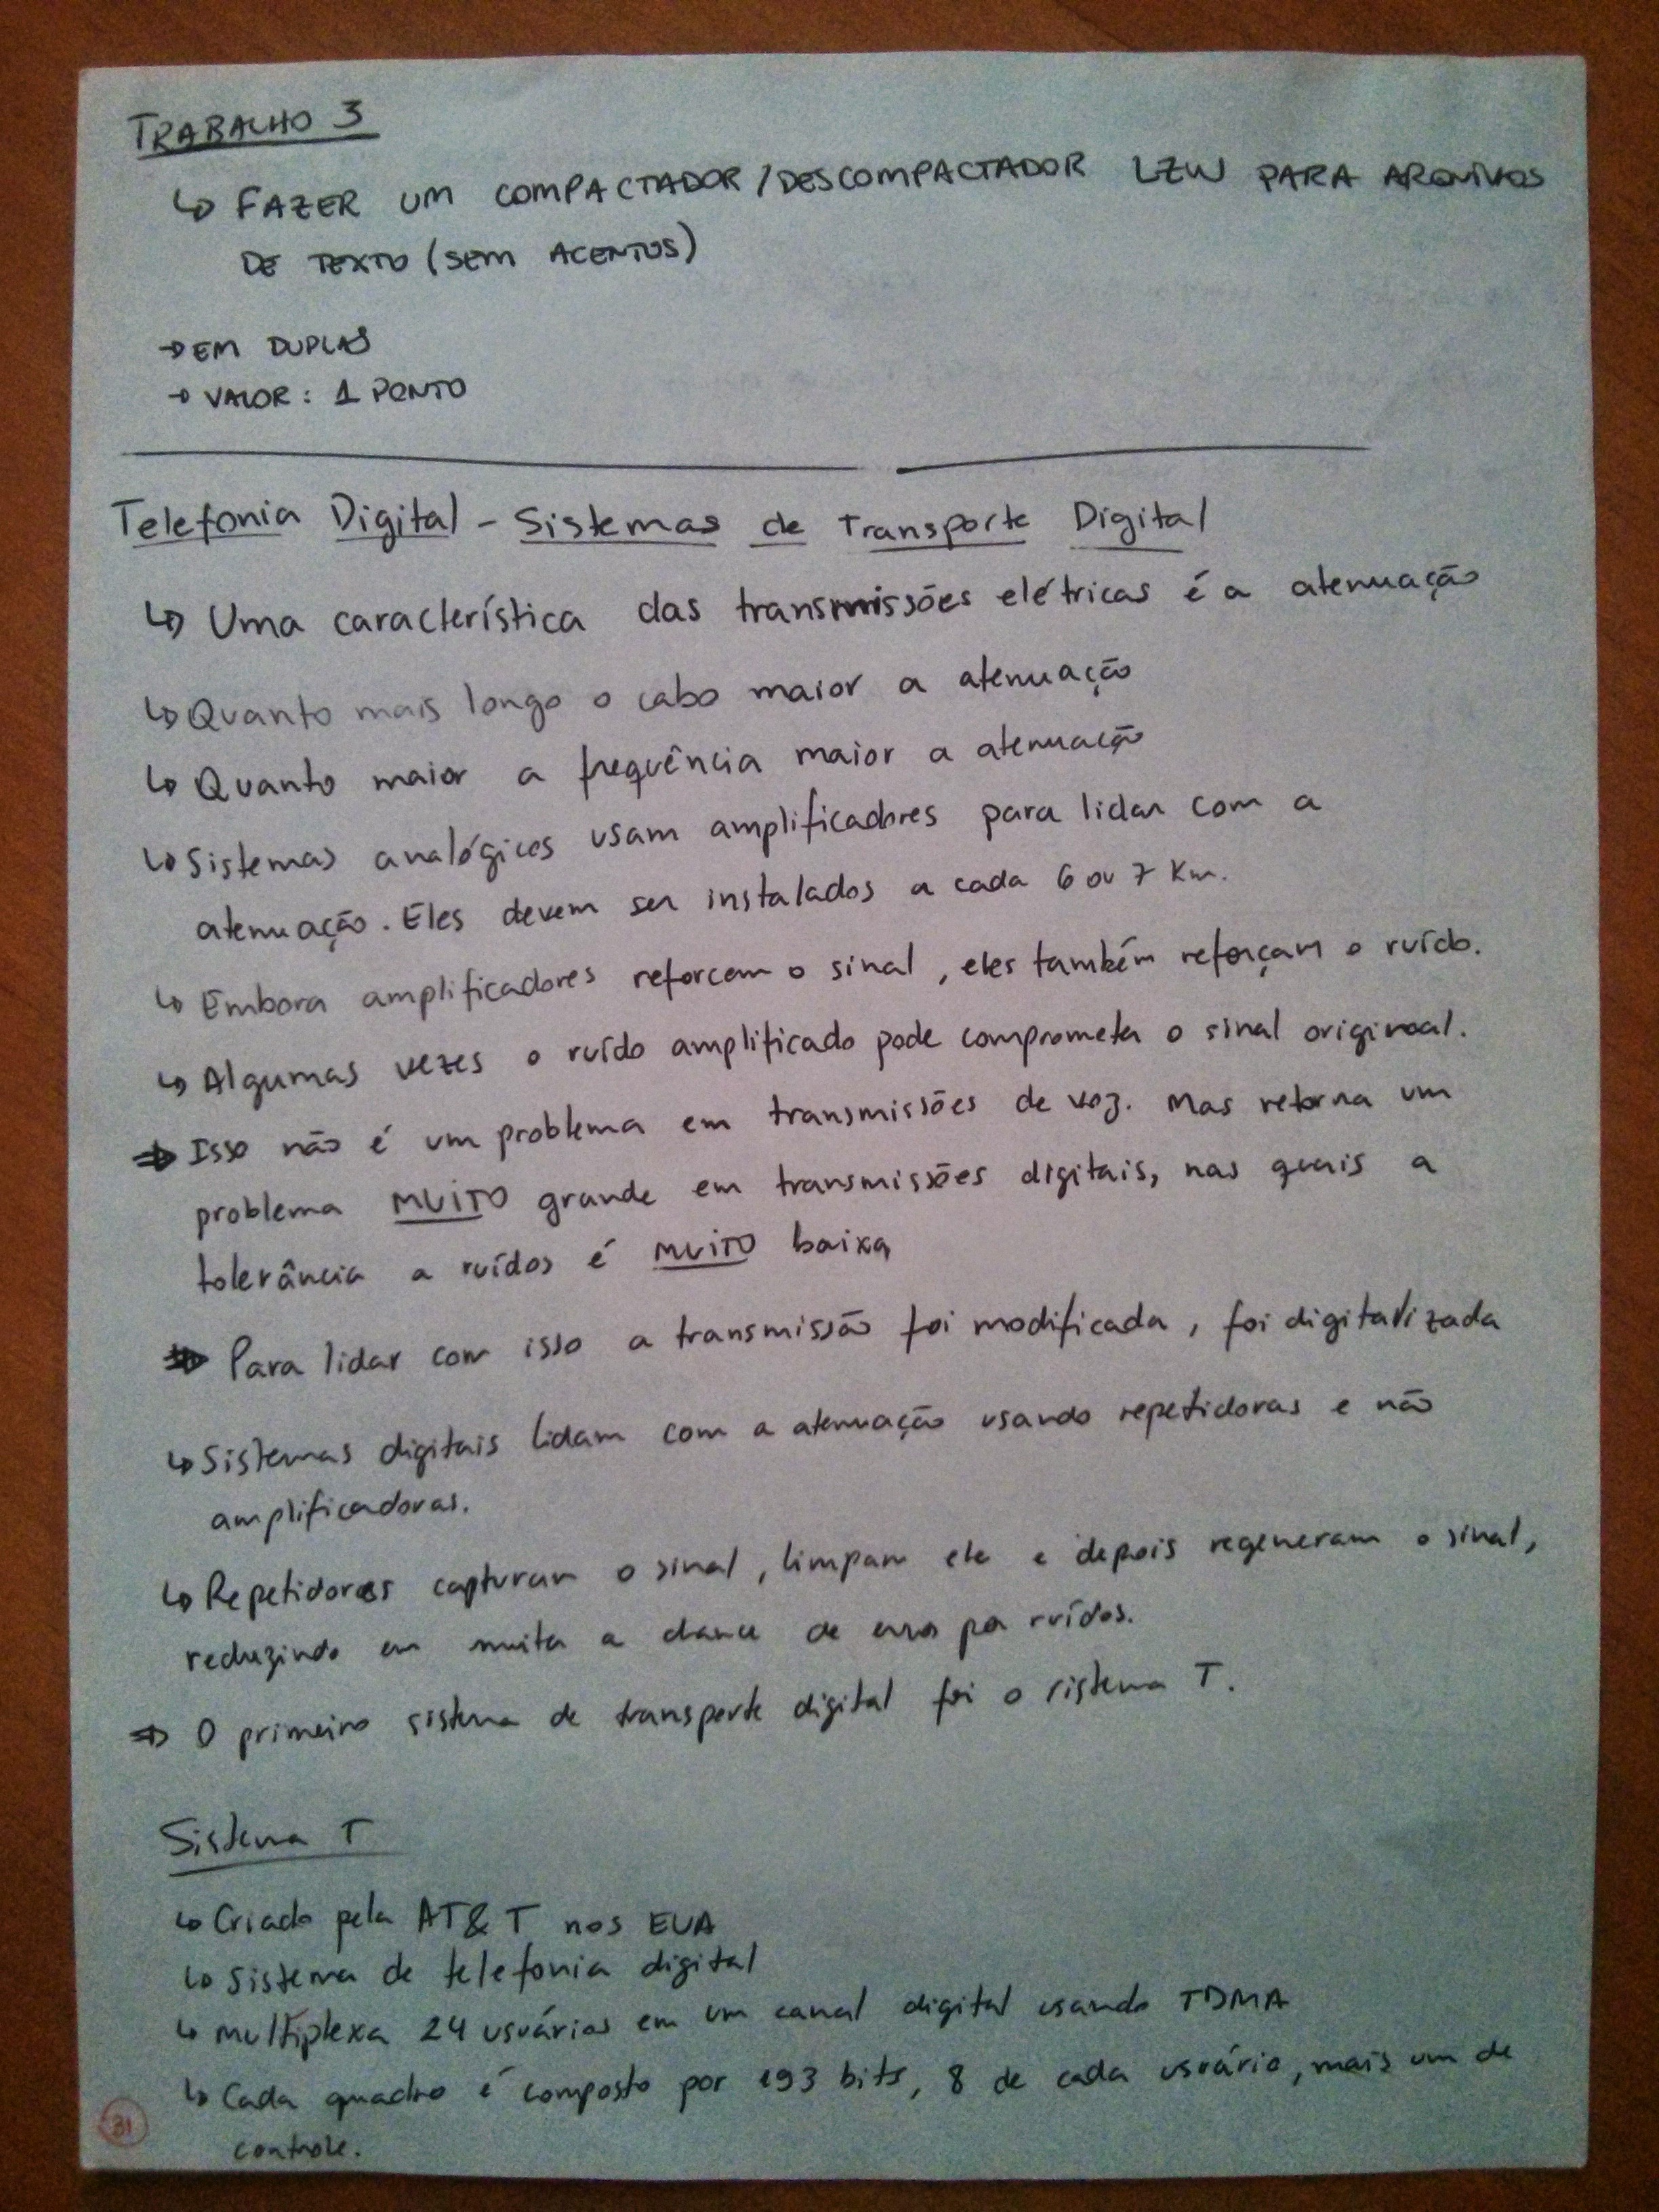 TRABALHO 3
↳ FAZER UM COMPACTADOR/DESCOMPACTADOR LZW PARA ARQUIVOS
DE TEXTO (SEM ACENTOS)
→ EM DUPLAS
→ VALOR: 1 PONTO
Telefonia Digital - Sistemas de Transporte Digital
↳ Uma característica das transmissões elétricas é a atenuação
↳ Quanto mais longo o cabo maior a atenuação
↳ Quanto maior a frequência maior a atenuação
↳ Sistemas analógicos usam amplificadores para lidar com a
atenuação. Eles devem ser instalados a cada 6 ou 7 Km.
↳ Embora amplificadores reforcem o sinal, eles também reforçam o ruído.
↳ Algumas vezes o ruído amplificado pode comprometer o sinal original.
⇒ Isso não é um problema em transmissões de voz. Mas retorna um
problema MUITO grande em transmissões digitais, nas quais a
tolerância a ruídos é MUITO baixa
⇒ Para lidar com isso a transmissão foi modificada, foi digitalizada
↳ Sistemas digitais lidam com a atenuação usando repetidoras e não
amplificadoras.
↳ Repetidores capturam o sinal, limpam ele e depois regeneram o sinal,
reduzindo em muito a chance de erros por ruídos.
⇒ O primeiro sistema de transporte digital foi o sistema T.
Sistema T
↳ Criado pela AT&T nos EUA
↳ Sistema de telefonia digital
↳ Multiplexa 24 usuários em um canal digital usando TDMA
↳ Cada quadro é composto por 193 bits, 8 de cada usuário, mais um de
controle.
31